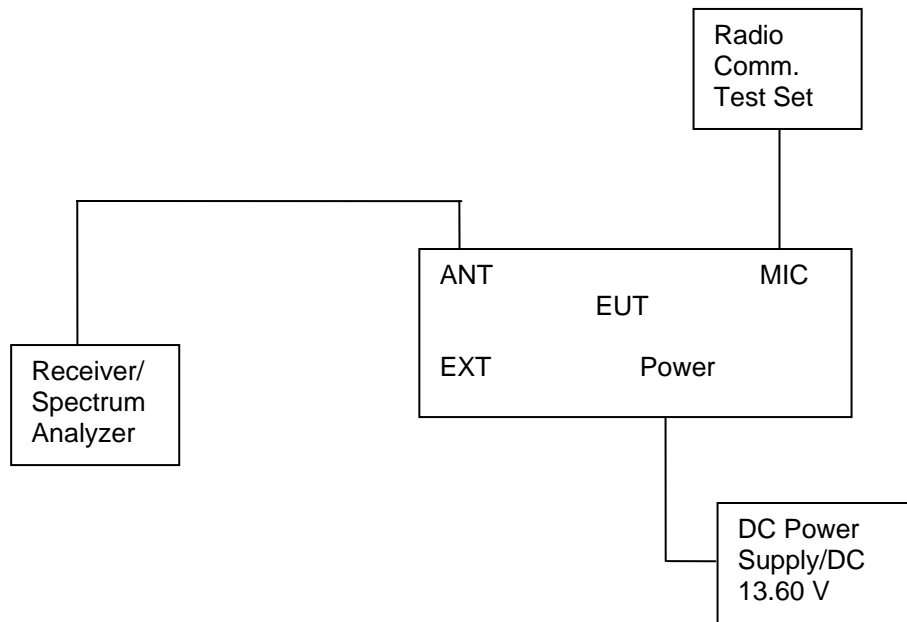 Radio
Comm.
Test Set
ANT
MIC
EUT
EXT
Power
Receiver/
Spectrum
Analyzer
DC Power
Supply/DC
13.60 V